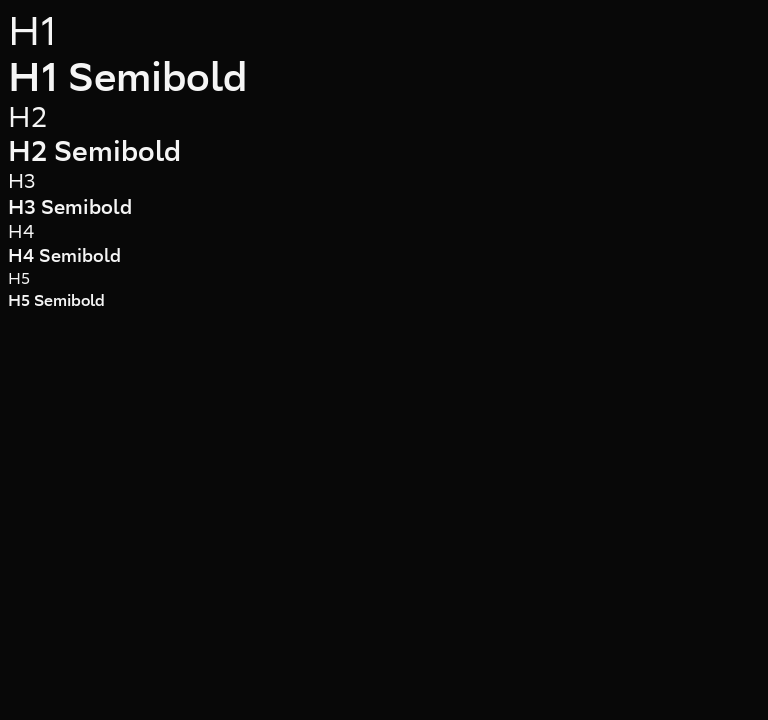 H1
H1 Semibold
H2
H2 Semibold
H3
H3 Semibold
H4
H4 Semibold
H5
H5 Semibold